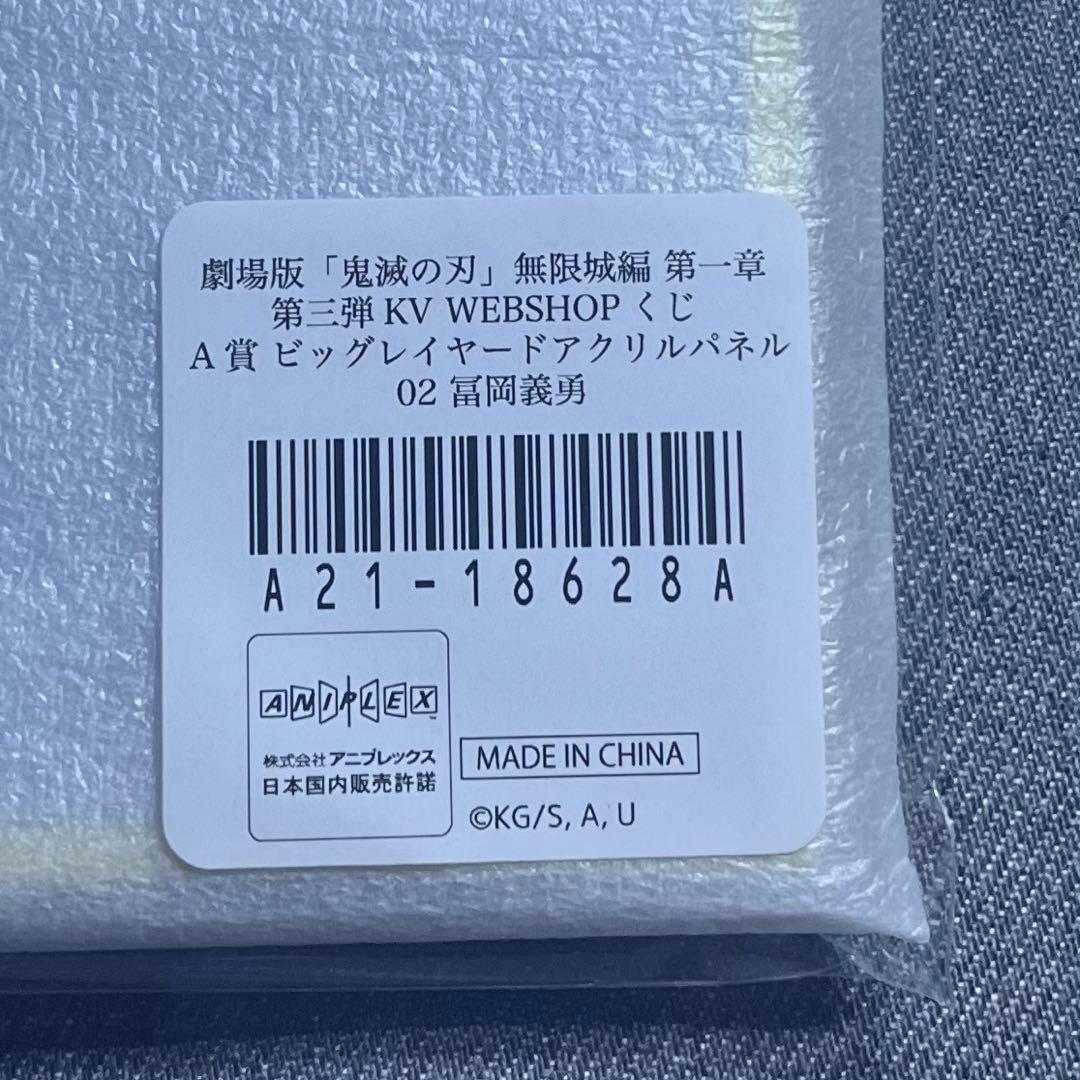 劇場版「鬼滅の刃」無限城編 第一章
第三弾 KV WEBSHOP くじ
A 賞 ビッグレイヤードアクリルパネル
02 冨岡義勇
A21-18628A
ANIPLEX™
株式会社アニプレックス
日本国内販売許諾
MADE IN CHINA
©KG/S, A, U